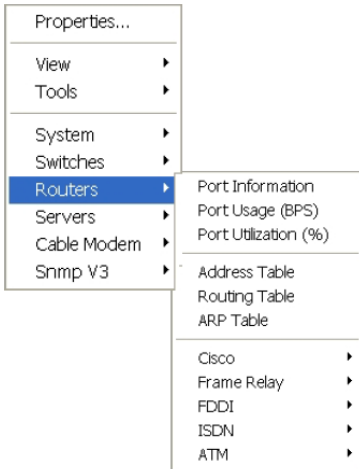 Properties...
View
Tools
System
Switches
Routers
Servers
Cable Modem
Snmp V3
Port Information
Port Usage (BPS)
Port Utilization (%)
Address Table
Routing Table
ARP Table
Cisco
Frame Relay
FDDI
ISDN
ATM